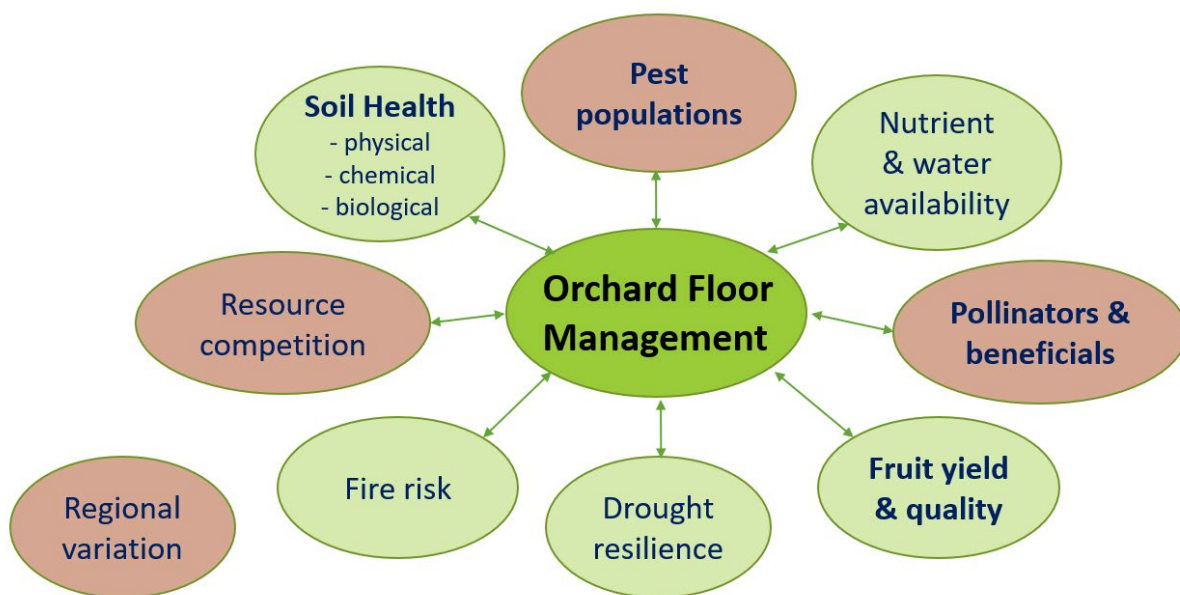 Pest
populations
Soil Health
- physical
- chemical
- biological
Nutrient
& water
availability
Orchard Floor
Management
Resource
competition
Pollinators &
beneficials
Fire risk
Drought
resilience
Fruit yield
& quality
Regional
variation